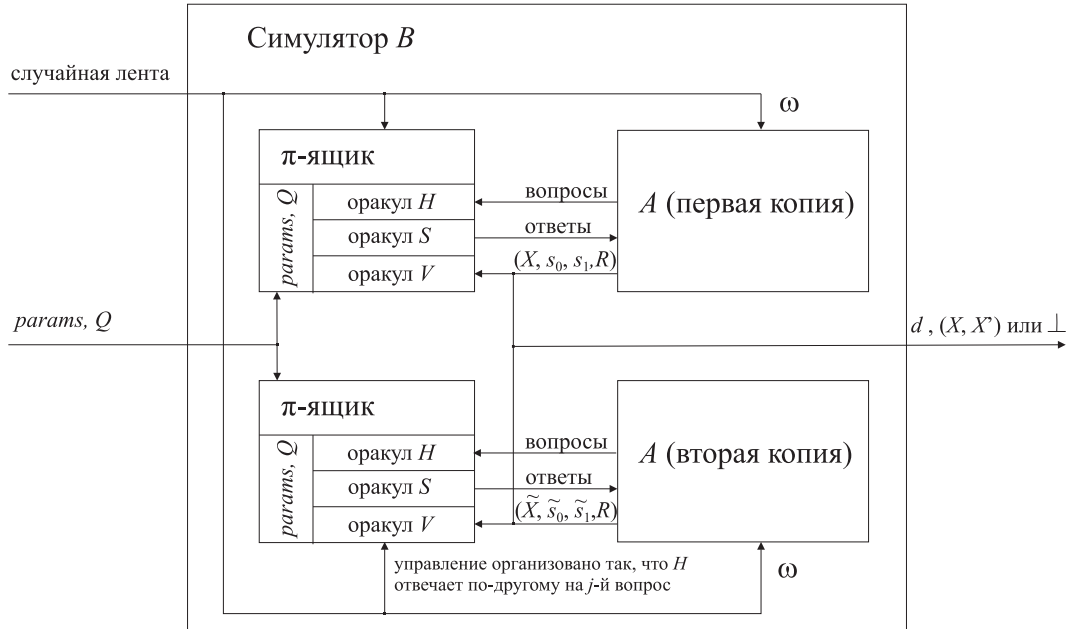 Симулятор B
случайная лента
ω
π-ящик
params, Q
оракул H
оракул S
оракул V
вопросы
ответы
(X, s₀, s₁,R)
A (первая копия)
params, Q
d , (X, X’) или ⊥
π-ящик
params, Q
оракул H
оракул S
оракул V
вопросы
ответы
(X̃, s̃₀, s̃₁,R)
A (вторая копия)
управление организовано так, что H
отвечает по-другому на j-й вопрос
ω